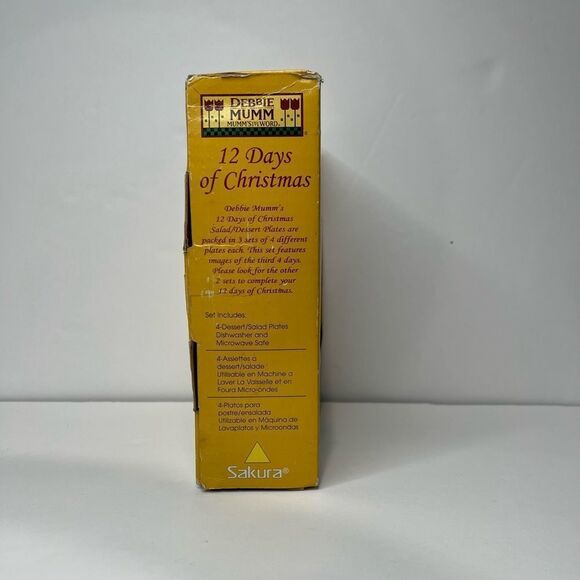 DEBBIE
MUMM
MUMM'S THE WORD®
12 Days
of Christmas
Debbie Mumm's
12 Days of Christmas
Salad/Dessert Plates are
packed in 3 sets of 4 different
plates each. This set features
images of the third 4 days.
Please look for the other
2 sets to complete your
12 days of Christmas.
Set Includes:
4-Dessert/Salad Plates
Dishwasher and
Microwave Safe
4-Assiettes a
dessert/salade :
Utilisable en Machine a
Laver La Vaisselle et en
Foura Micro-ondes
4-Platos para
postre/ensalada
Utilizable en Máquina de
Lavaplatos y Microondas
Sakura®